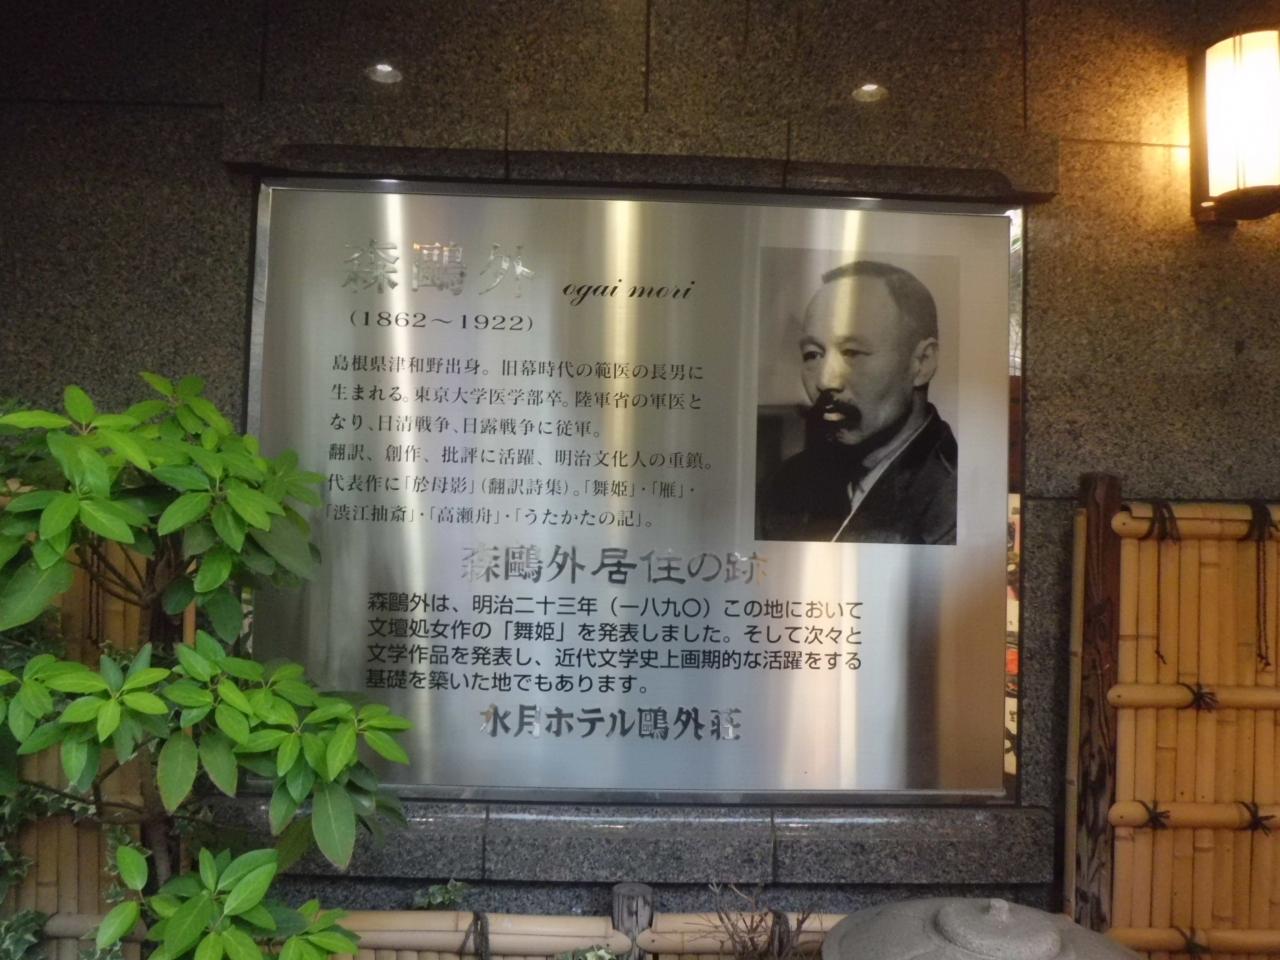 森鷗外 ogai mori
(1862～1922)
島根県津和野出身。旧幕時代の範医の長男に
生まれる。東京大学医学部卒。陸軍省の軍医と
なり、日清戦争、日露戦争に従軍。
翻訳、創作、批評に活躍、明治文化人の重鎮。
代表作に「於母影」(翻訳詩集)。「舞姫」・「雁」・
「渋江抽斎」・「高瀬舟」・「うたかたの記」。
森鷗外居住の跡
森鷗外は、明治二十三年（一八九〇）この地において
文壇処女作の「舞姫」を発表しました。そして次々と
文学作品を発表し、近代文学史上画期的な活躍をする
基礎を築いた地でもあります。
水月ホテル鷗外荘